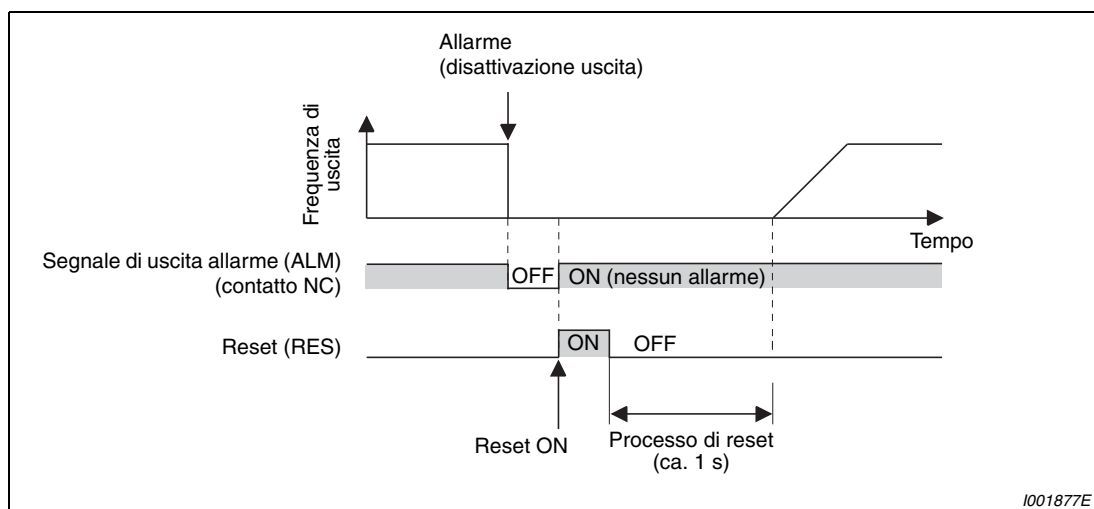 Allarme
(disattivazione uscita)
Frequenza di
uscita
Tempo
Segnale di uscita allarme (ALM)
(contatto NC)
OFF
ON (nessun allarme)
Reset (RES)
ON
OFF
Reset ON
Processo di reset
(ca. 1 s)
I001877E